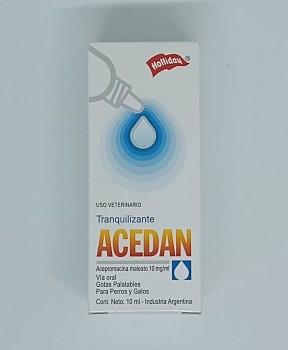 Holliday ®
USO VETERINARIO
Tranquilizante
ACEDAN
Acepromacina maleato 10 mg/ml
Vía oral
Gotas Palatables
Para Perros y Gatos
Cont. Neto: 10 ml - Industria Argentina